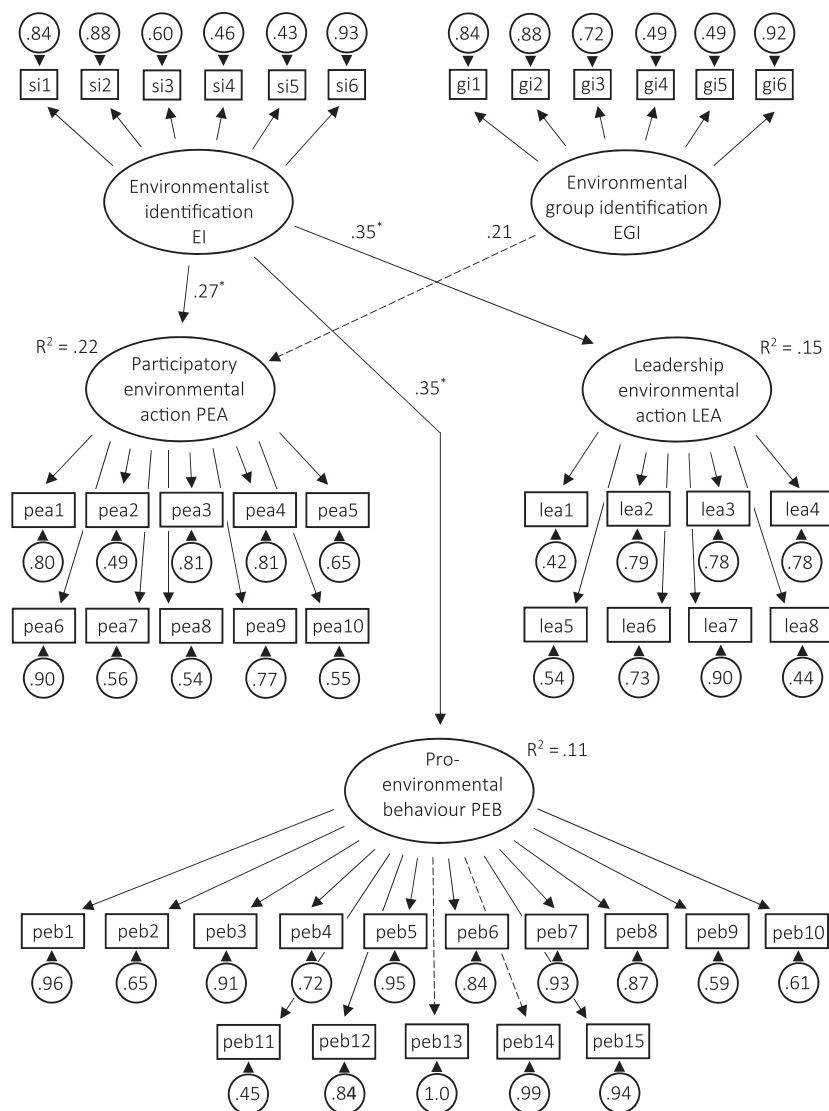 .84 .88 .60 .46 .43 .93 .84 .88 .72 .49 .49 .92
si1 si2 si3 si4 si5 si6 gi1 gi2 gi3 gi4 gi5 gi6
Environmentalist
identification
EI
Environmental
group identification
EGI
.35*
.21
.27*
R² = .22
Participatory
environmental
action PEA
.35*
Leadership
environmental
action LEA
R² = .15
pea1 pea2 pea3 pea4 pea5
.80 .49 .81 .81 .65
pea6 pea7 pea8 pea9 pea10
.90 .56 .54 .77 .55
lea1 lea2 lea3 lea4
.42 .79 .78 .78
lea5 lea6 lea7 lea8
.54 .73 .90 .44
Pro-
environmental
behaviour PEB
R² = .11
peb1 peb2 peb3 peb4 peb5 peb6 peb7 peb8 peb9 peb10
.96 .65 .91 .72 .95 .84 .93 .87 .59 .61
peb11 peb12 peb13 peb14 peb15
.45 .84 1.0 .99 .94